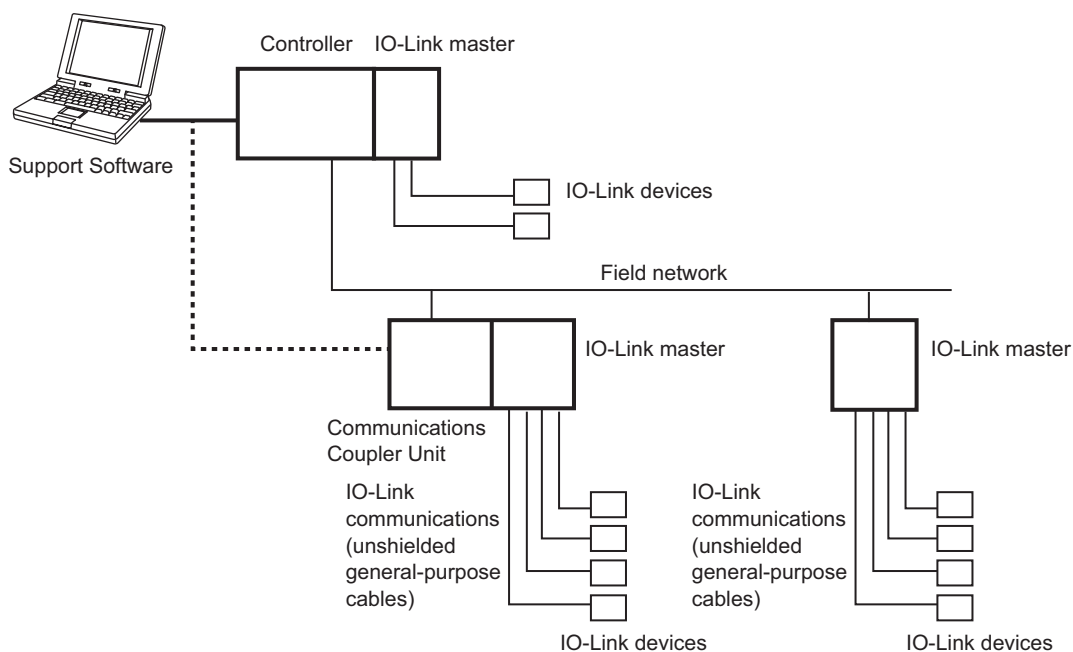 Controller
IO-Link master
Support Software
IO-Link devices
Field network
IO-Link master
IO-Link master
Communications
Coupler Unit
IO-Link
communications
(unshielded
general-purpose
cables)
IO-Link
communications
(unshielded
general-purpose
cables)
IO-Link devices
IO-Link devices